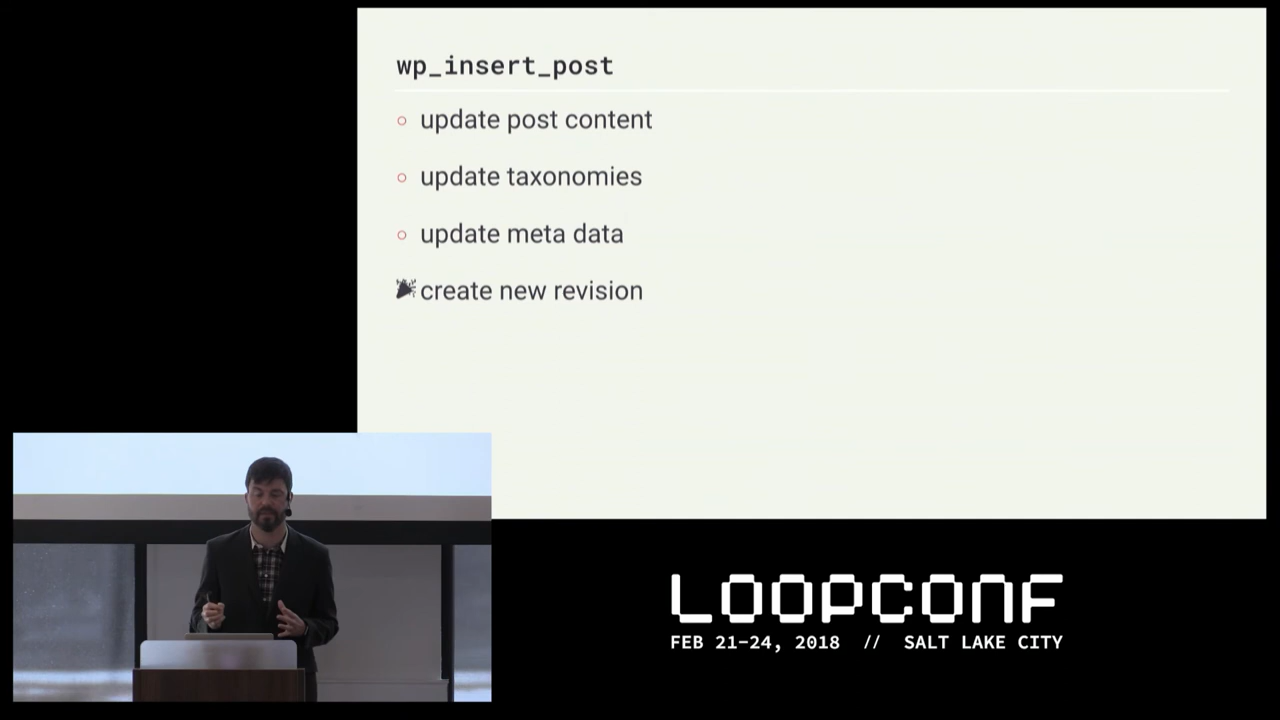 wp_insert_post
update post content
update taxonomies
update meta data
create new revision
LOOPCONF
FEB 21-24, 2018 // SALT LAKE CITY